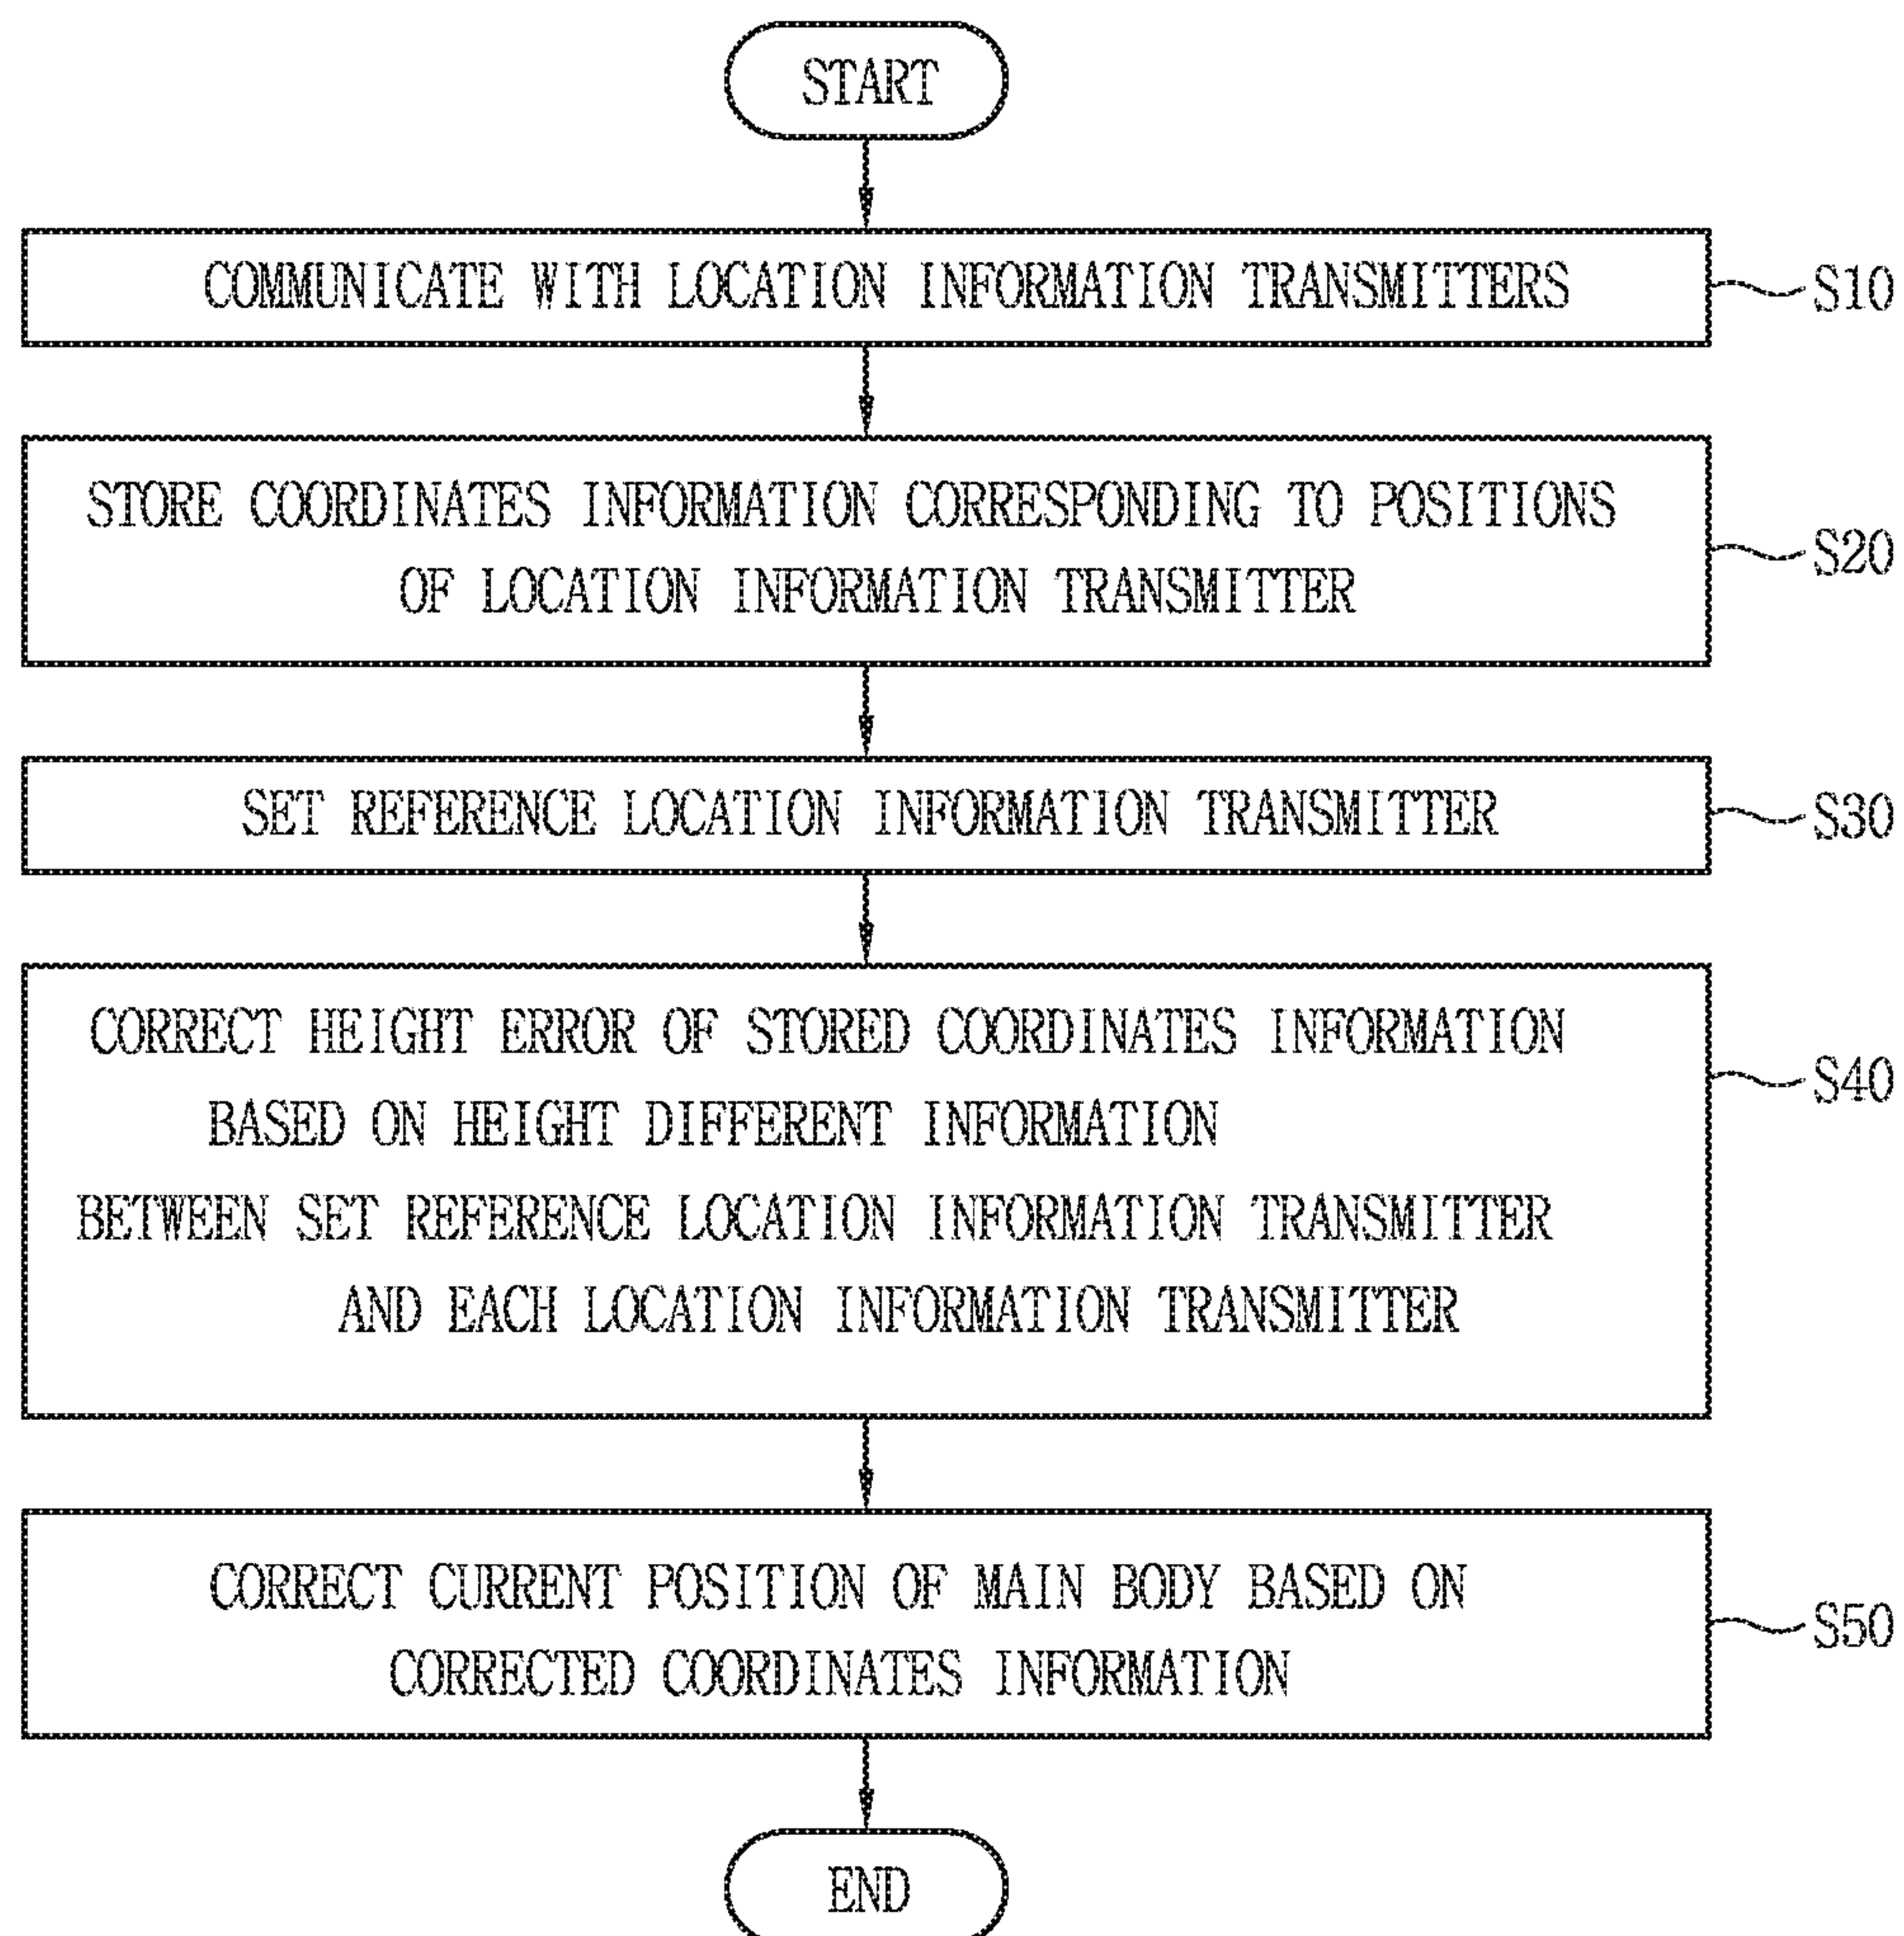 START
COMMUNICATE WITH LOCATION INFORMATION TRANSMITTERS
S10
STORE COORDINATES INFORMATION CORRESPONDING TO POSITIONS
OF LOCATION INFORMATION TRANSMITTER
S20
SET REFERENCE LOCATION INFORMATION TRANSMITTER
S30
CORRECT HEIGHT ERROR OF STORED COORDINATES INFORMATION
BASED ON HEIGHT DIFFERENT INFORMATION
BETWEEN SET REFERENCE LOCATION INFORMATION TRANSMITTER
AND EACH LOCATION INFORMATION TRANSMITTER
S40
CORRECT CURRENT POSITION OF MAIN BODY BASED ON
CORRECTED COORDINATES INFORMATION
S50
END